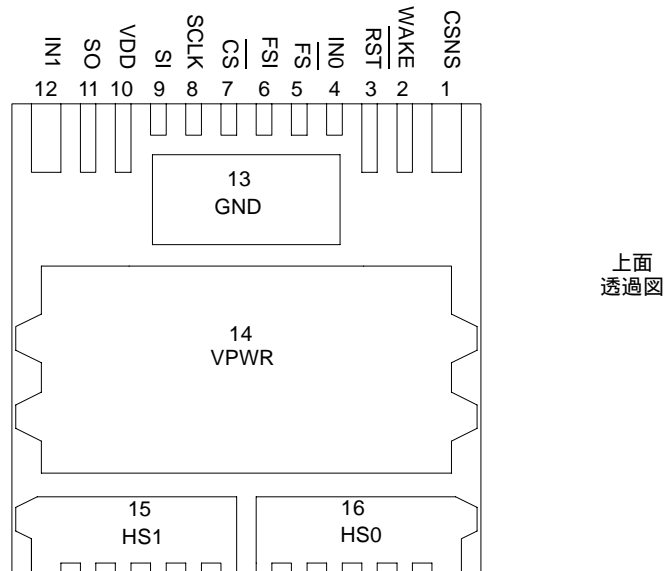 IN1
SO
VDD
SI
SCLK
CS
FSI
FS
IN0
RST
WAKE
CSNS
12 11 10 9 8 7 6 5 4 3 2 1
13
GND
14
VPWR
15
HS1
16
HS0
上面
透過図